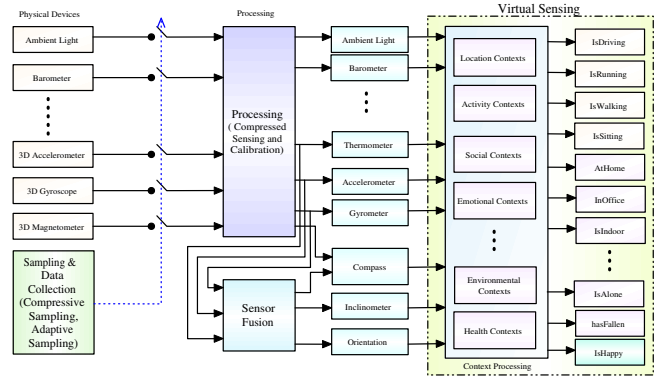 Physical Devices
Processing
Virtual Sensing
Ambient Light
Barometer
3D Accelerometer
3D Gyroscope
3D Magnetometer
Sampling &
Data
Collection
(Compressive
Sampling,
Adaptive
Sampling)
Processing
( Compressed
Sensing and
Calibration)
Sensor
Fusion
Ambient Light
Barometer
Thermometer
Accelerometer
Gyrometer
Compass
Inclinometer
Orientation
Location Contexts
Activity Contexts
Social Contexts
Emotional Contexts
Environmental
Contexts
Health Contexts
Context Processing
IsDriving
IsRunning
IsWalking
IsSitting
AtHome
InOffice
IsIndoor
IsAlone
hasFallen
IsHappy